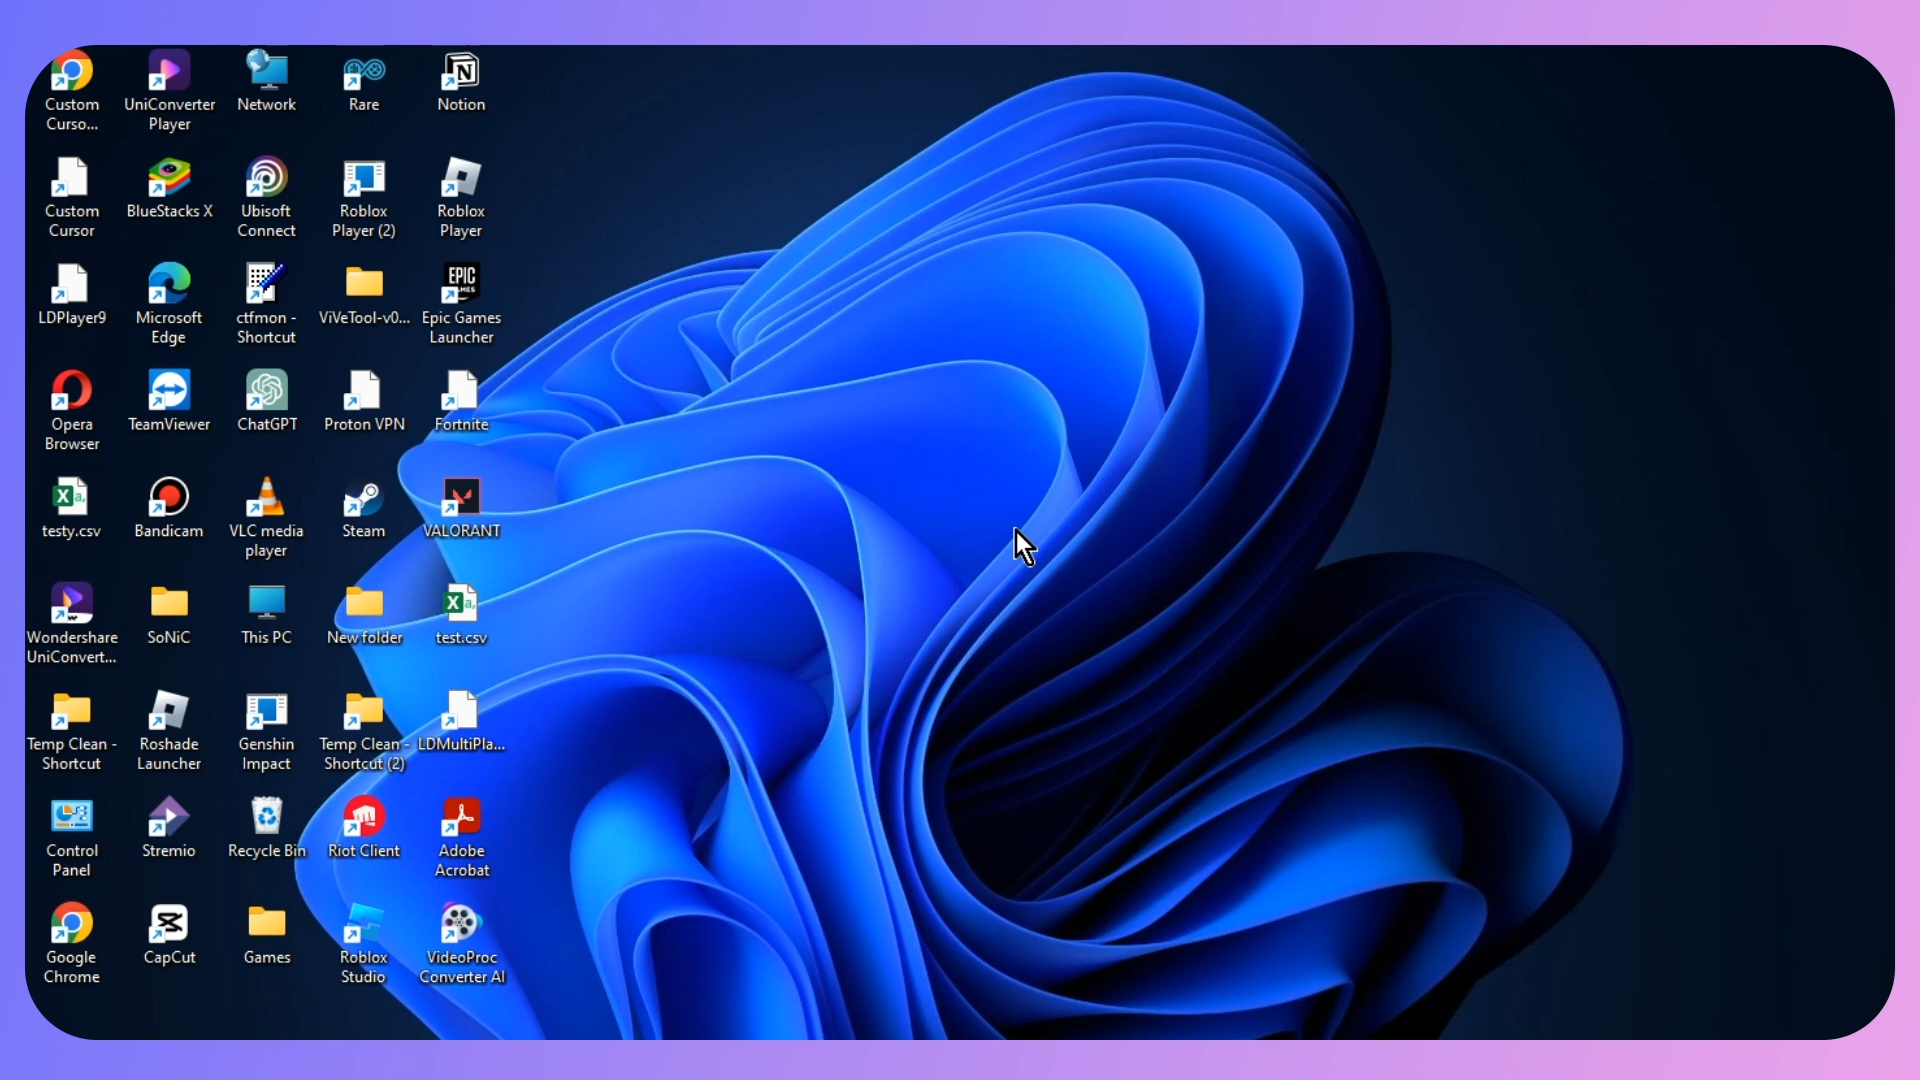 Custom
Curso...
UniConverter
Player
Network
Rare
Notion
Custom
Cursor
BlueStacks X
Ubisoft
Connect
Roblox
Player (2)
Roblox
Player
LDPlayer9
Microsoft
Edge
ctfmon -
Shortcut
ViVeTool-v0...
EPIC
GAMES
Epic Games
Launcher
Opera
Browser
TeamViewer
ChatGPT
Proton VPN
Fortnite
testy.csv
Bandicam
VLC media
player
Steam
VALORANT
Wondershare
UniConvert...
SoNiC
This PC
New folder
test.csv
Temp Clean -
Shortcut
Roshade
Launcher
Genshin
Impact
Temp Clean -
Shortcut (2)
LDMultiPla...
Control
Panel
Stremio
Recycle Bin
Riot Client
Adobe
Acrobat
Google
Chrome
CapCut
Games
Roblox
Studio
VideoProc
Converter AI